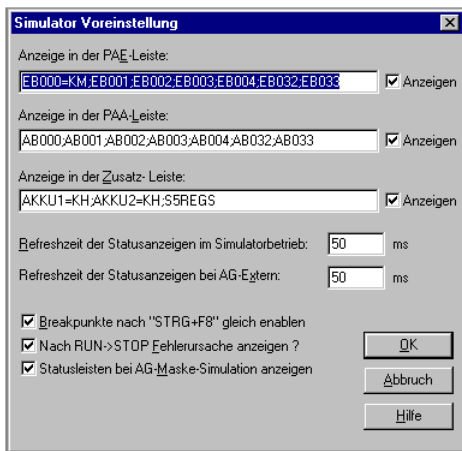 Simulator Voreinstellung
Anzeige in der PAE-Leiste:
EB000=KM;EB001;EB002;EB003;EB004;EB032;EB033 Anzeigen
Anzeige in der PAA-Leiste:
AB000;AB001;AB002;AB003;AB004;AB032;AB033 Anzeigen
Anzeige in der Zusatz- Leiste:
AKKU1=KH;AKKU2=KH;S5REGS Anzeigen
Refreshzeit der Statusanzeigen im Simulatorbetrieb: 50 ms
Refreshzeit der Statusanzeigen bei AG-Extern: 50 ms
Breakpunkte nach "STRG+F8" gleich enablen
Nach RUN->STOP Fehlerursache anzeigen ?
Statusleisten bei AG-Maske-Simulation anzeigen
OK
Abbruch
Hilfe